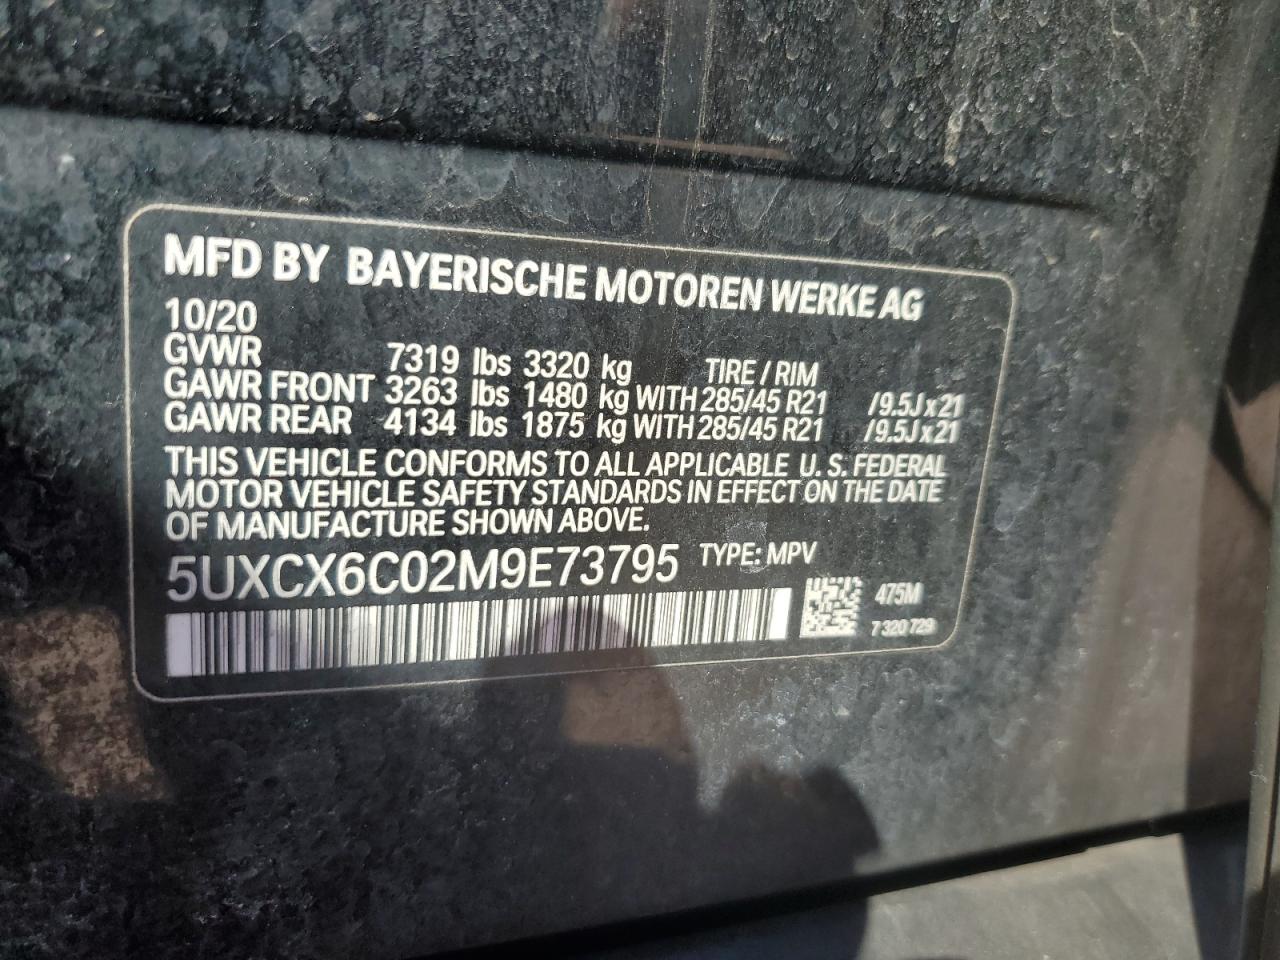 MFD BY BAYERISCHE MOTOREN WERKE AG
10/20
GVWR 7319 lbs 3320 kg TIRE / RIM
GAWR FRONT 3263 lbs 1480 kg WITH 285/45 R21 /9.5J x 21
GAWR REAR 4134 lbs 1875 kg WITH 285/45 R21 /9.5J x 21
THIS VEHICLE CONFORMS TO ALL APPLICABLE U. S. FEDERAL
MOTOR VEHICLE SAFETY STANDARDS IN EFFECT ON THE DATE
OF MANUFACTURE SHOWN ABOVE.
5UXCX6C02M9E73795 TYPE: MPV
475M
7 320 729